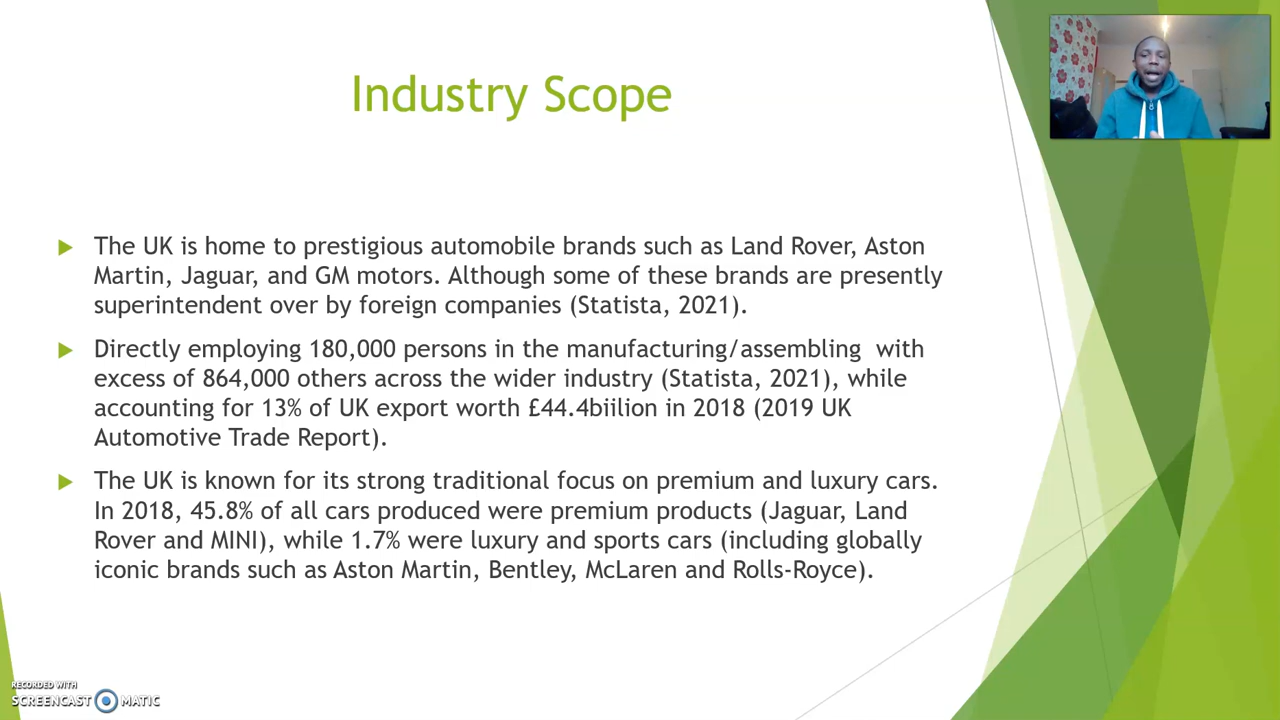 Industry Scope
The UK is home to prestigious automobile brands such as Land Rover, Aston
Martin, Jaguar, and GM motors. Although some of these brands are presently
superintendent over by foreign companies (Statista, 2021).
Directly employing 180,000 persons in the manufacturing/assembling with
excess of 864,000 others across the wider industry (Statista, 2021), while
accounting for 13% of UK export worth £44.4biilion in 2018 (2019 UK
Automotive Trade Report).
The UK is known for its strong traditional focus on premium and luxury cars.
In 2018, 45.8% of all cars produced were premium products (Jaguar, Land
Rover and MINI), while 1.7% were luxury and sports cars (including globally
iconic brands such as Aston Martin, Bentley, McLaren and Rolls-Royce).
RECORDED WITH
SCREENCAST MATIC